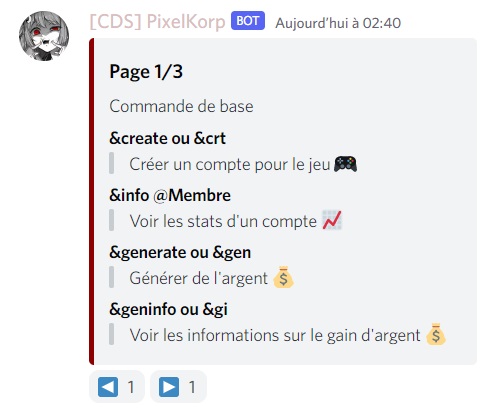 [CDS] PixelKorp BOT Aujourd'hui à 02:40
Page 1/3
Commande de base
&create ou &crt
Créer un compte pour le jeu 🎮
&info @Membre
Voir les stats d'un compte 📈
&generate ou &gen
Générer de l'argent 💰
&geninfo ou &gi
Voir les informations sur le gain d'argent 💰
◀ 1 ▶ 1